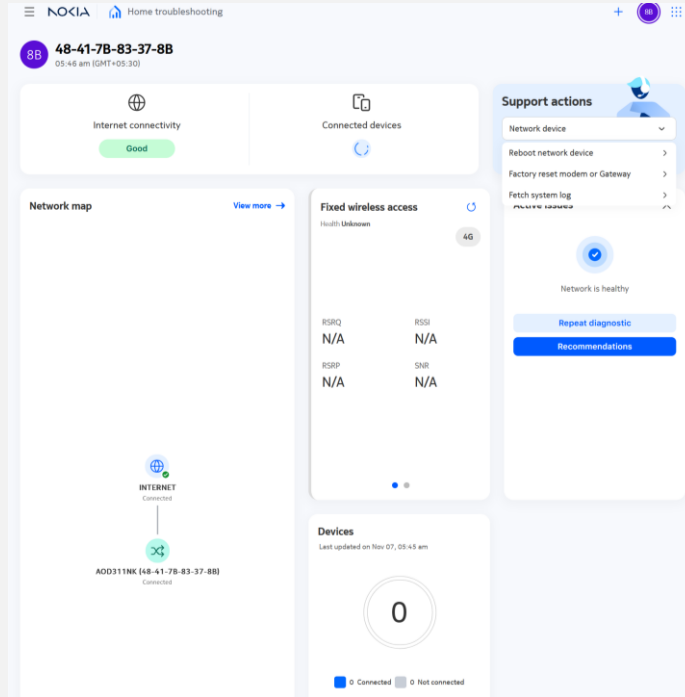 NOKIA Home troubleshooting
8B
8B
48-41-7B-83-37-8B
05:46 am (GMT+05:30)
Internet connectivity
Good
Connected devices
Support actions
Network device
Reboot network device
Factory reset modem or Gateway
Fetch system log
Network map
View more →
Fixed wireless access
Health Unknown
4G
RSRQ
N/A
RSSI
N/A
RSRP
N/A
SNR
N/A
Active issues
Network is healthy
Repeat diagnostic
Recommendations
INTERNET
Connected
AOD311NK (48-41-7B-83-37-8B)
Connected
Devices
Last updated on Nov 07, 05:45 am
0
0 Connected 0 Not connected